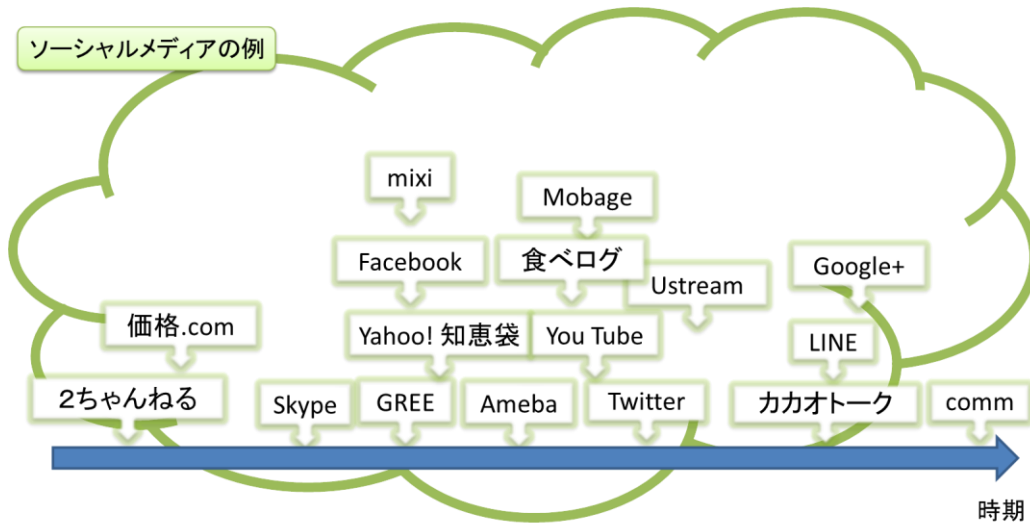 ソーシャルメディアの例
mixi
Mobage
Facebook
食べログ
Google+
Ustream
価格.com
Yahoo! 知恵袋
You Tube
LINE
2ちゃんねる
Skype
GREE
Ameba
Twitter
カカオトーク
comm
時期